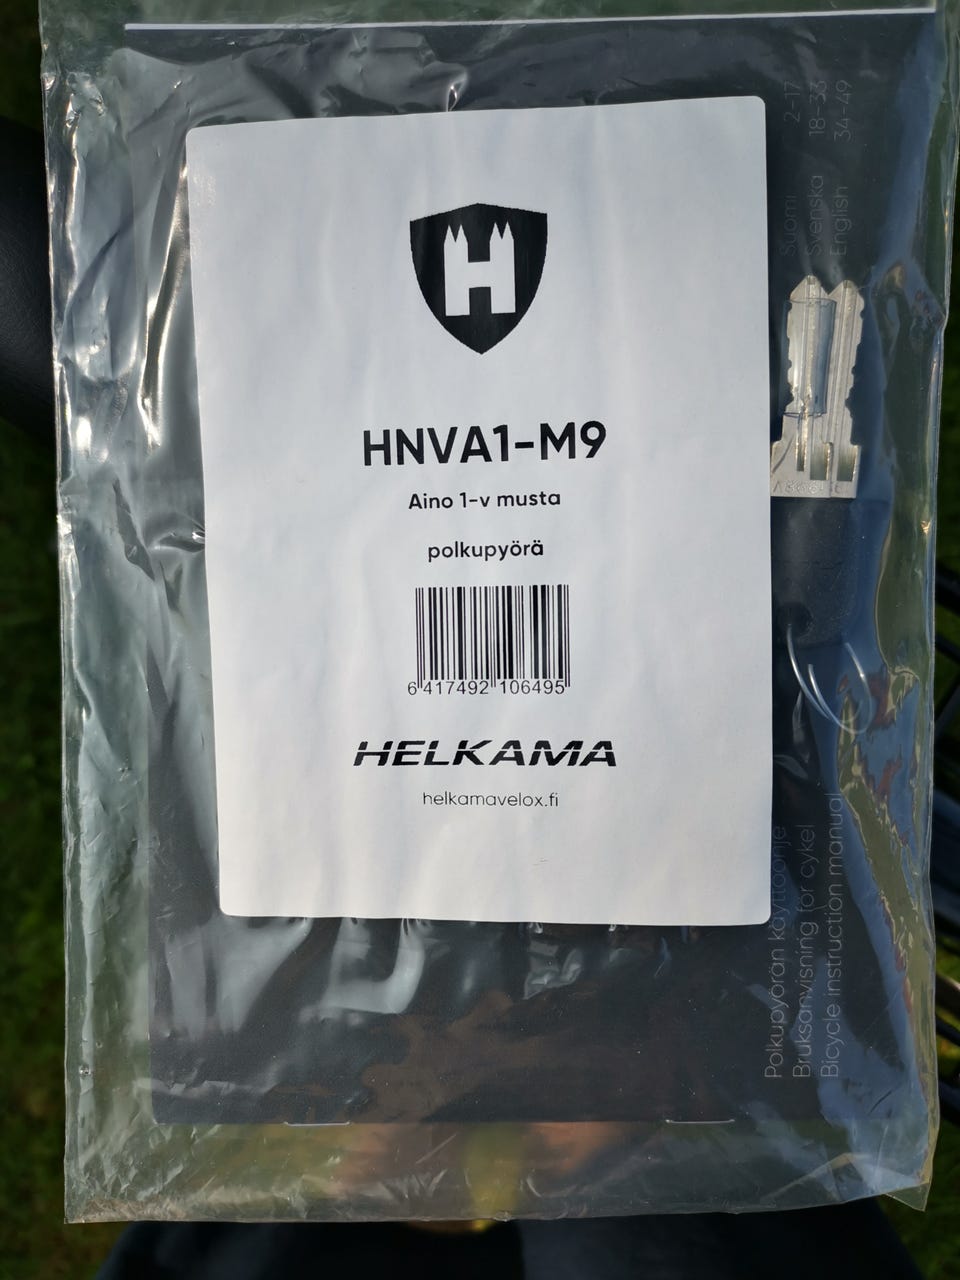 H
HNVA1-M9
Aino 1-v musta
polkupyörä
6 417492 106495
HELKAMA
helkamavelox.fi
Suomi 2-17
Svenska 18-33
English 34-49
Polkupyörän käyttöohje
Bruksanvisning för cykel
Bicycle instruction manual